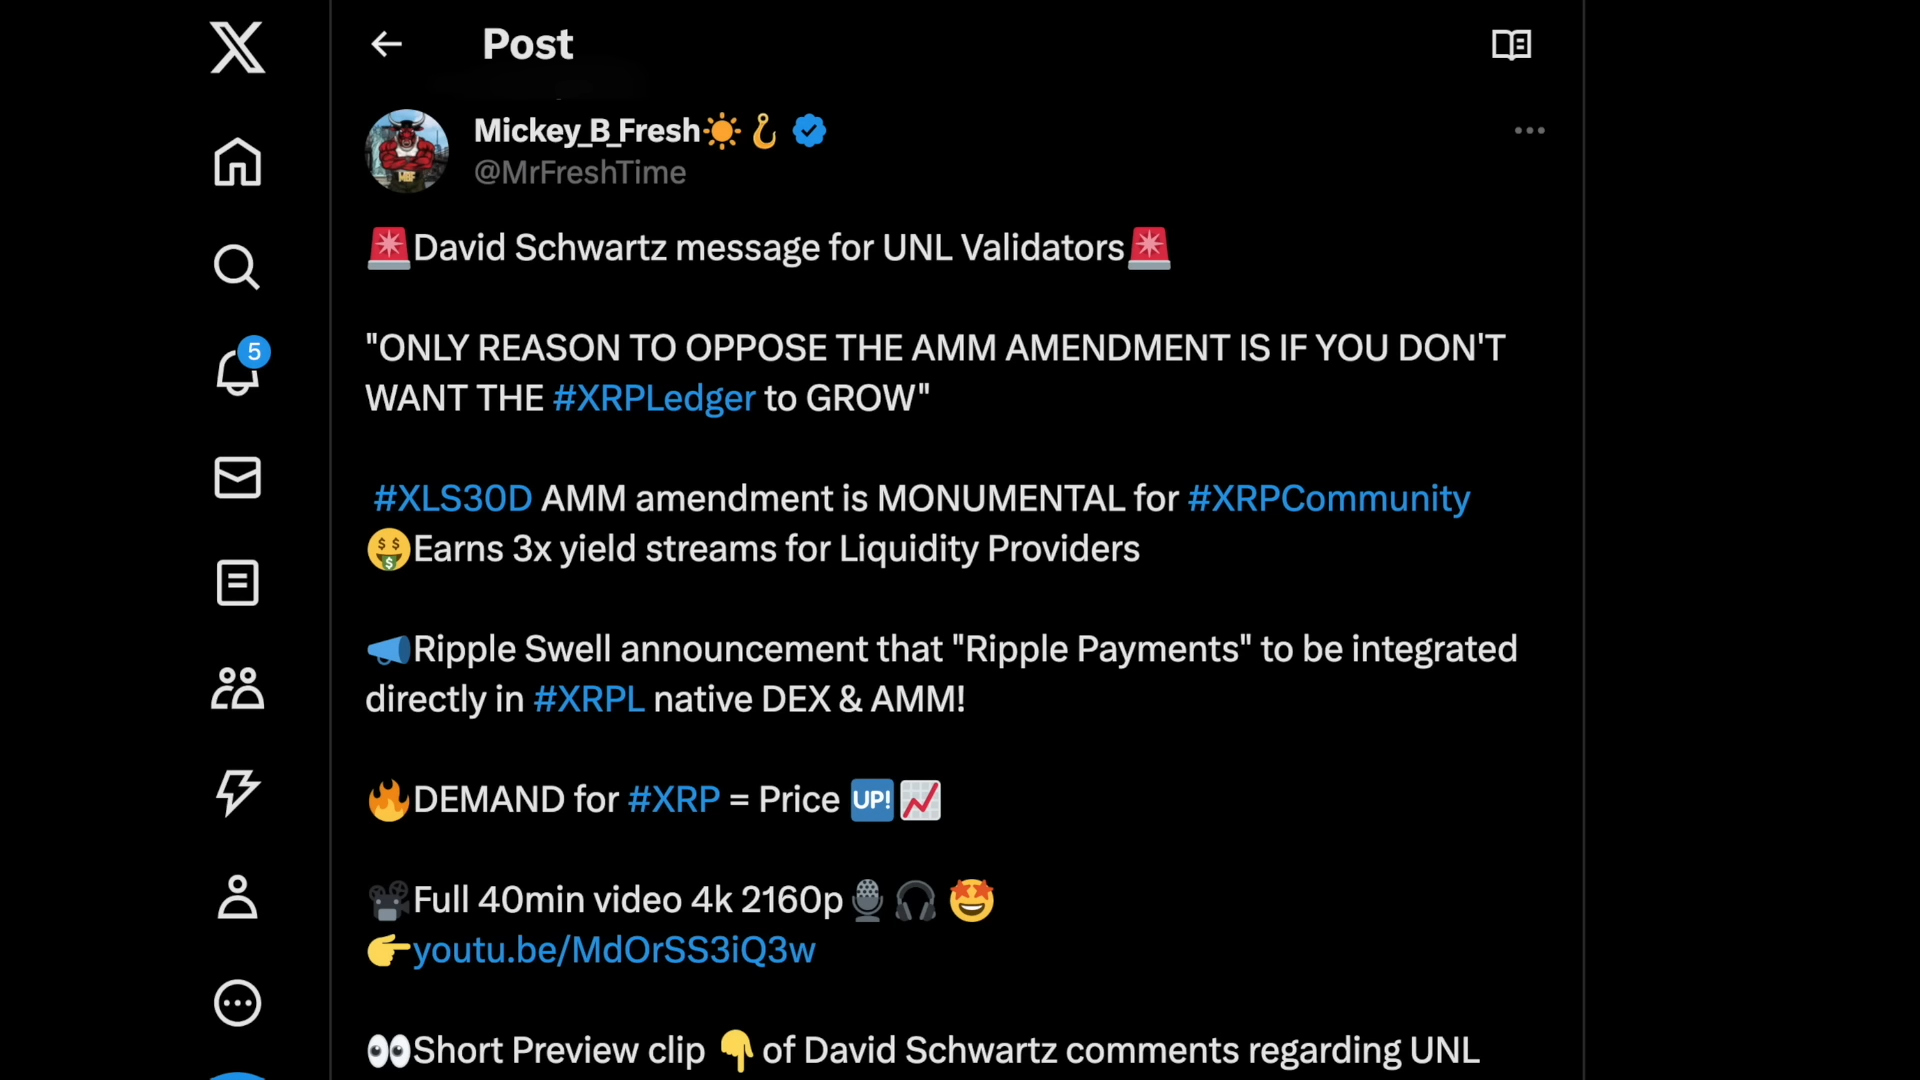 Post
Mickey_B_Fresh☀️🪝
@MrFreshTime
🚨David Schwartz message for UNL Validators🚨
"ONLY REASON TO OPPOSE THE AMM AMENDMENT IS IF YOU DON'T
WANT THE #XRPLedger to GROW"
#XLS30D AMM amendment is MONUMENTAL for #XRPCommunity
🤑Earns 3x yield streams for Liquidity Providers
📣Ripple Swell announcement that "Ripple Payments" to be integrated
directly in #XRPL native DEX & AMM!
🔥DEMAND for #XRP = Price 🆙📈
🎥Full 40min video 4k 2160p🎙️🎧🤩
👉youtu.be/MdOrSS3iQ3w
👀Short Preview clip 👇of David Schwartz comments regarding UNL
5